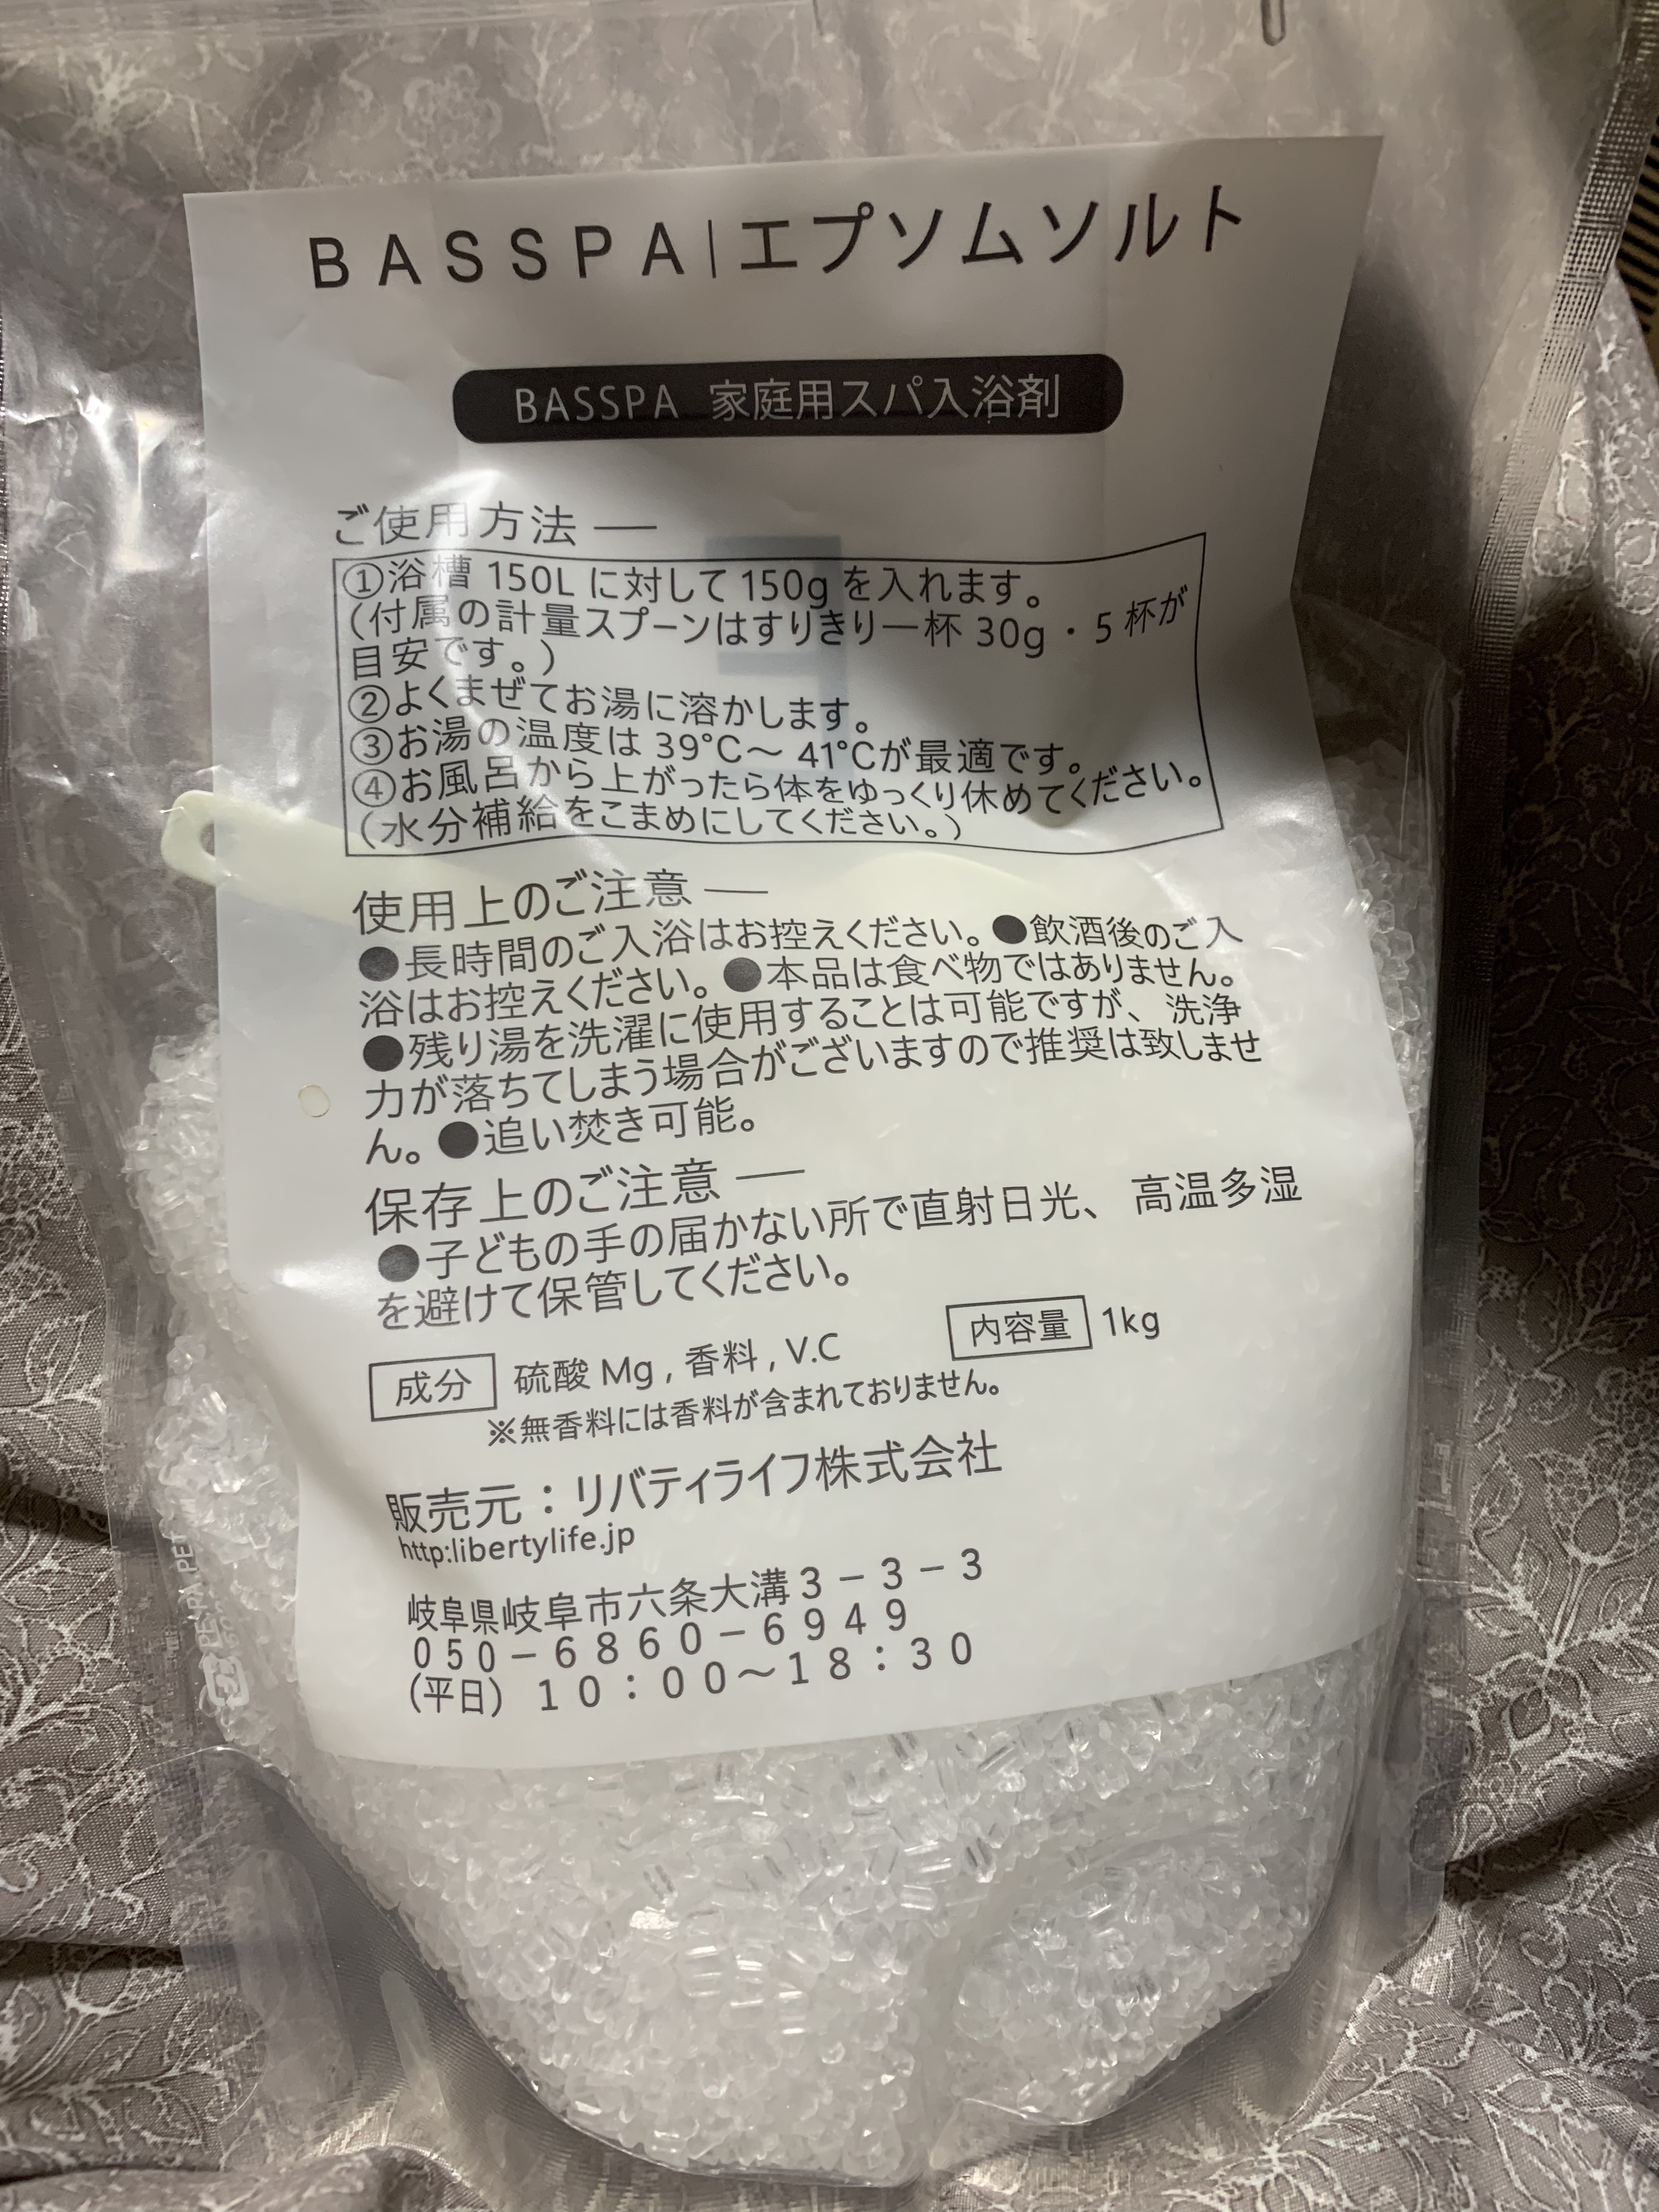 BASSPA|エプソムソルト
BASSPA 家庭用スパ入浴剤
ご使用方法 ―
①浴槽 150L に対して 150g を入れます。
(付属の計量スプーンはすりきり一杯 30g・5 杯が
目安です。)
②よくまぜてお湯に溶かします。
③お湯の温度は 39℃～ 41℃が最適です。
④お風呂から上がったら体をゆっくり休めてください。
(水分補給をこまめにしてください。)
使用上のご注意 ―
●長時間のご入浴はお控えください。●飲酒後のご入
浴はお控えください。●本品は食べ物ではありません。
●残り湯を洗濯に使用することは可能ですが、洗浄
力が落ちてしまう場合がございますので推奨は致しませ
ん。●追い焚き可能。
保存上のご注意 ―
●子どもの手の届かない所で直射日光、高温多湿
を避けて保管してください。
成分 硫酸 Mg , 香料 , V.C 内容量 1kg
※無香料には香料が含まれておりません。
販売元：リバティライフ株式会社
http:libertylife.jp
岐阜県岐阜市六条大溝３－３－３
０５０－６８６０－６９４９
(平日) １０：００～１８：３０
PE,PA,PET